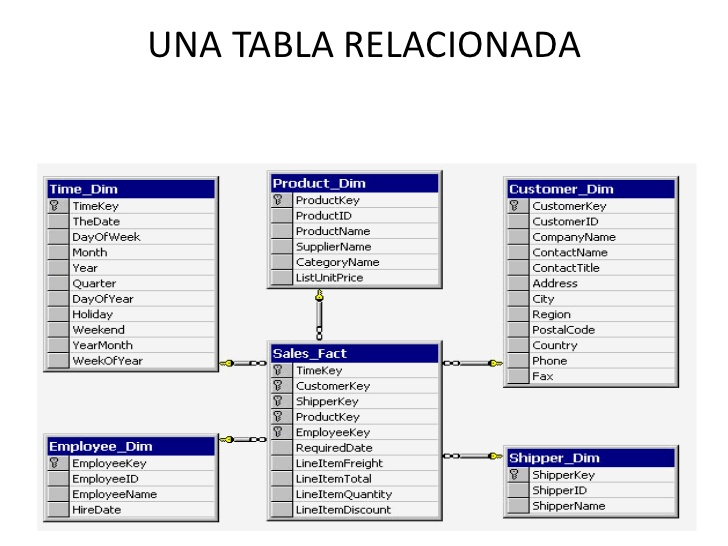 UNA TABLA RELACIONADA
Time_Dim
TimeKey
TheDate
DayOfWeek
Month
Year
Quarter
DayOfYear
Holiday
Weekend
YearMonth
WeekOfYear
Product_Dim
ProductKey
ProductID
ProductName
SupplierName
CategoryName
ListUnitPrice
Customer_Dim
CustomerKey
CustomerID
CompanyName
ContactName
ContactTitle
Address
City
Region
PostalCode
Country
Phone
Fax
Sales_Fact
TimeKey
CustomerKey
ShipperKey
ProductKey
EmployeeKey
RequiredDate
LineItemFreight
LineItemTotal
LineItemQuantity
LineItemDiscount
Employee_Dim
EmployeeKey
EmployeeID
EmployeeName
HireDate
Shipper_Dim
ShipperKey
ShipperID
ShipperName